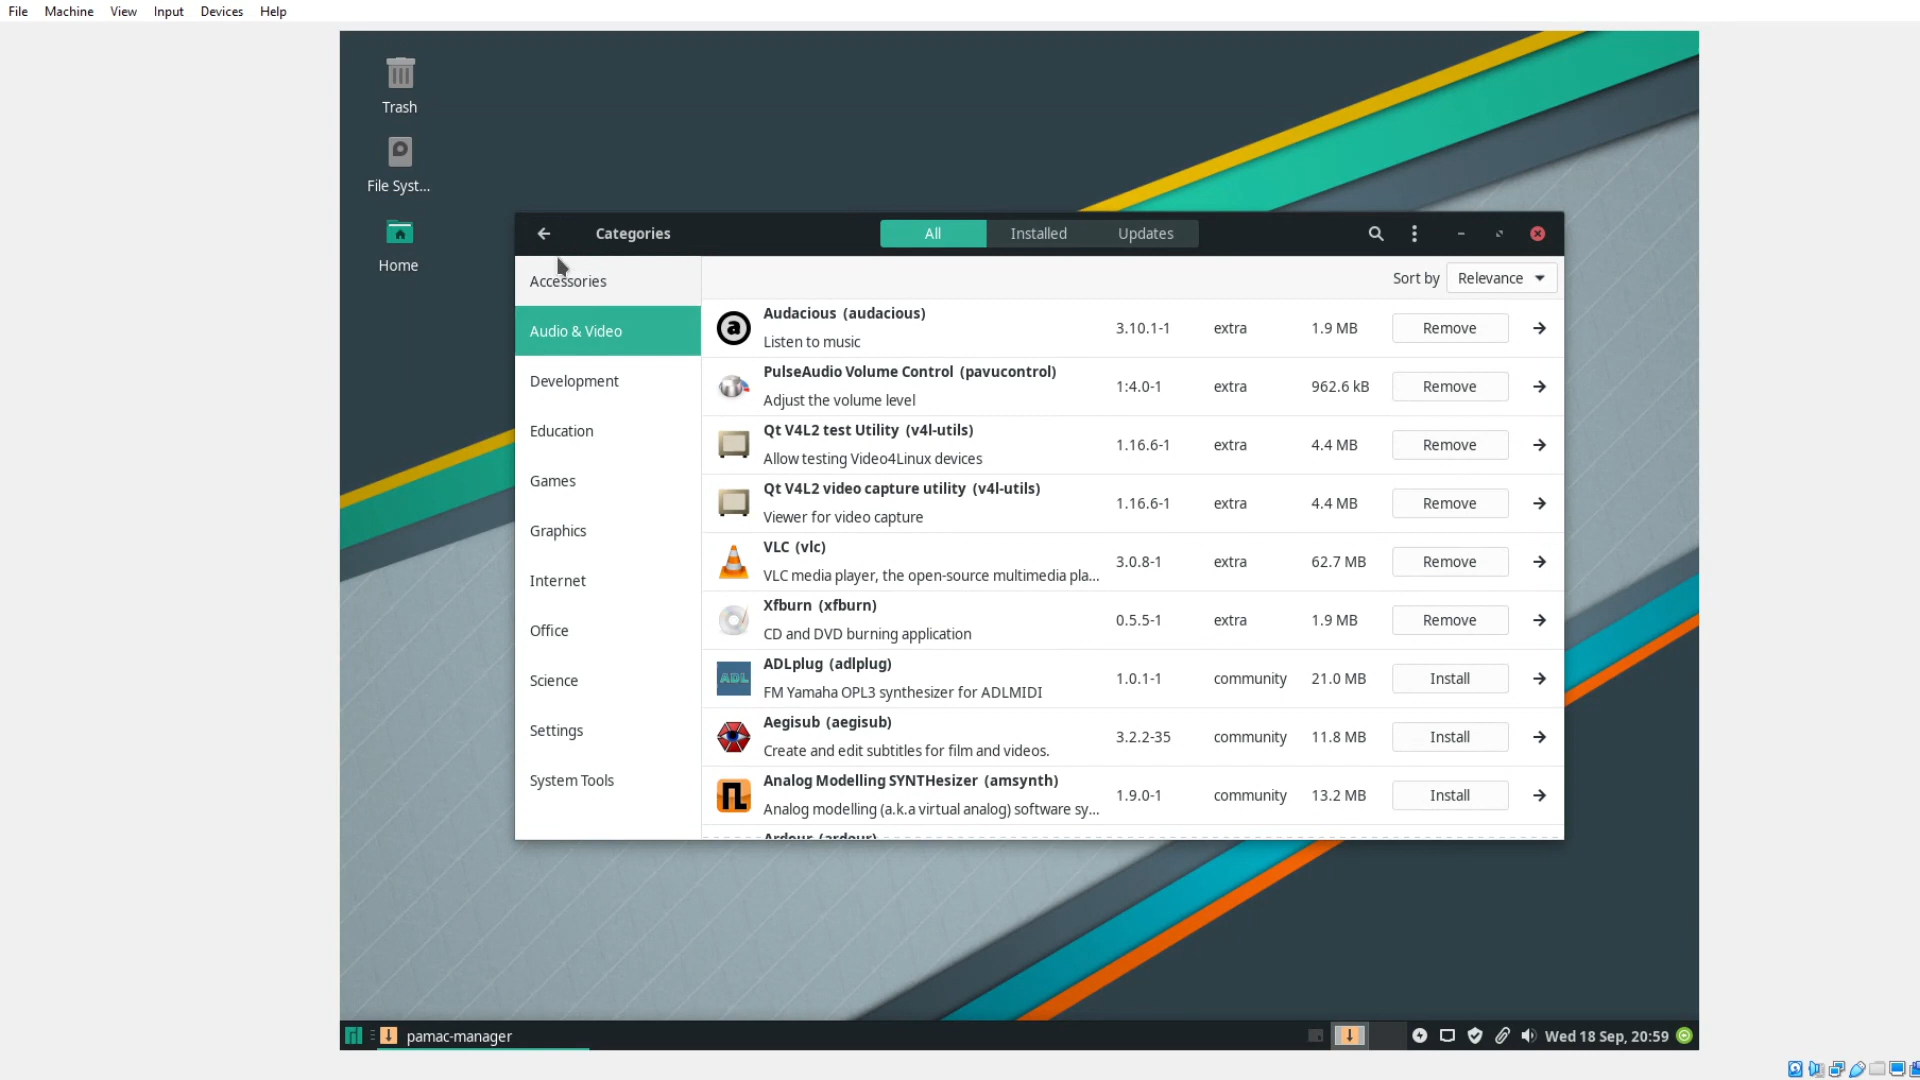 File Machine View Input Devices Help
Trash
File Syst...
Home
Categories
All Installed Updates
Sort by Relevance
Accessories
Audio & Video
Development
Education
Games
Graphics
Internet
Office
Science
Settings
System Tools
Audacious (audacious)
Listen to music
3.10.1-1 extra 1.9 MB Remove
PulseAudio Volume Control (pavucontrol)
Adjust the volume level
1:4.0-1 extra 962.6 kB Remove
Qt V4L2 test Utility (v4l-utils)
Allow testing Video4Linux devices
1.16.6-1 extra 4.4 MB Remove
Qt V4L2 video capture utility (v4l-utils)
Viewer for video capture
1.16.6-1 extra 4.4 MB Remove
VLC (vlc)
VLC media player, the open-source multimedia pla...
3.0.8-1 extra 62.7 MB Remove
Xfburn (xfburn)
CD and DVD burning application
0.5.5-1 extra 1.9 MB Remove
ADL
ADLplug (adlplug)
FM Yamaha OPL3 synthesizer for ADLMIDI
1.0.1-1 community 21.0 MB Install
Aegisub (aegisub)
Create and edit subtitles for film and videos.
3.2.2-35 community 11.8 MB Install
Analog Modelling SYNTHesizer (amsynth)
Analog modelling (a.k.a virtual analog) software sy...
1.9.0-1 community 13.2 MB Install
Ardour (ardour)
pamac-manager
Wed 18 Sep, 20:59